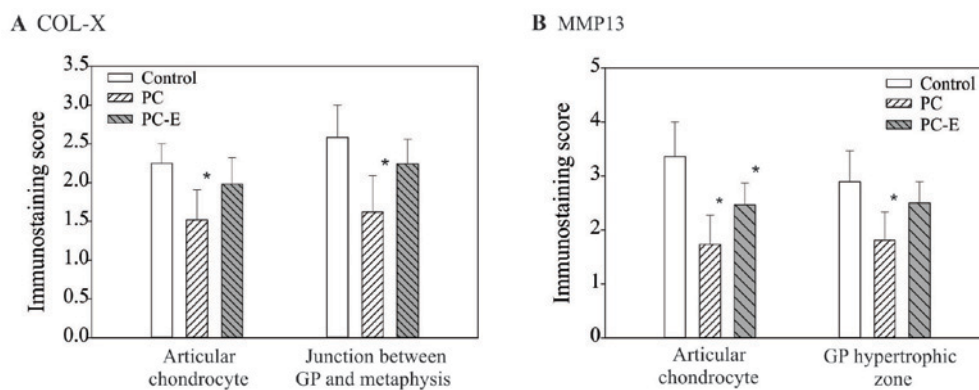 A COL-X
Immunostaining score
3.5
3.0
2.5
2.0
1.5
1.0
0.5
0.0
Control
PC
PC-E
*
*
Articular
chondrocyte
Junction between
GP and metaphysis
B MMP13
Immunostaining score
5
4
3
2
1
0
Control
PC
PC-E
*
*
*
Articular
chondrocyte
GP hypertrophic
zone